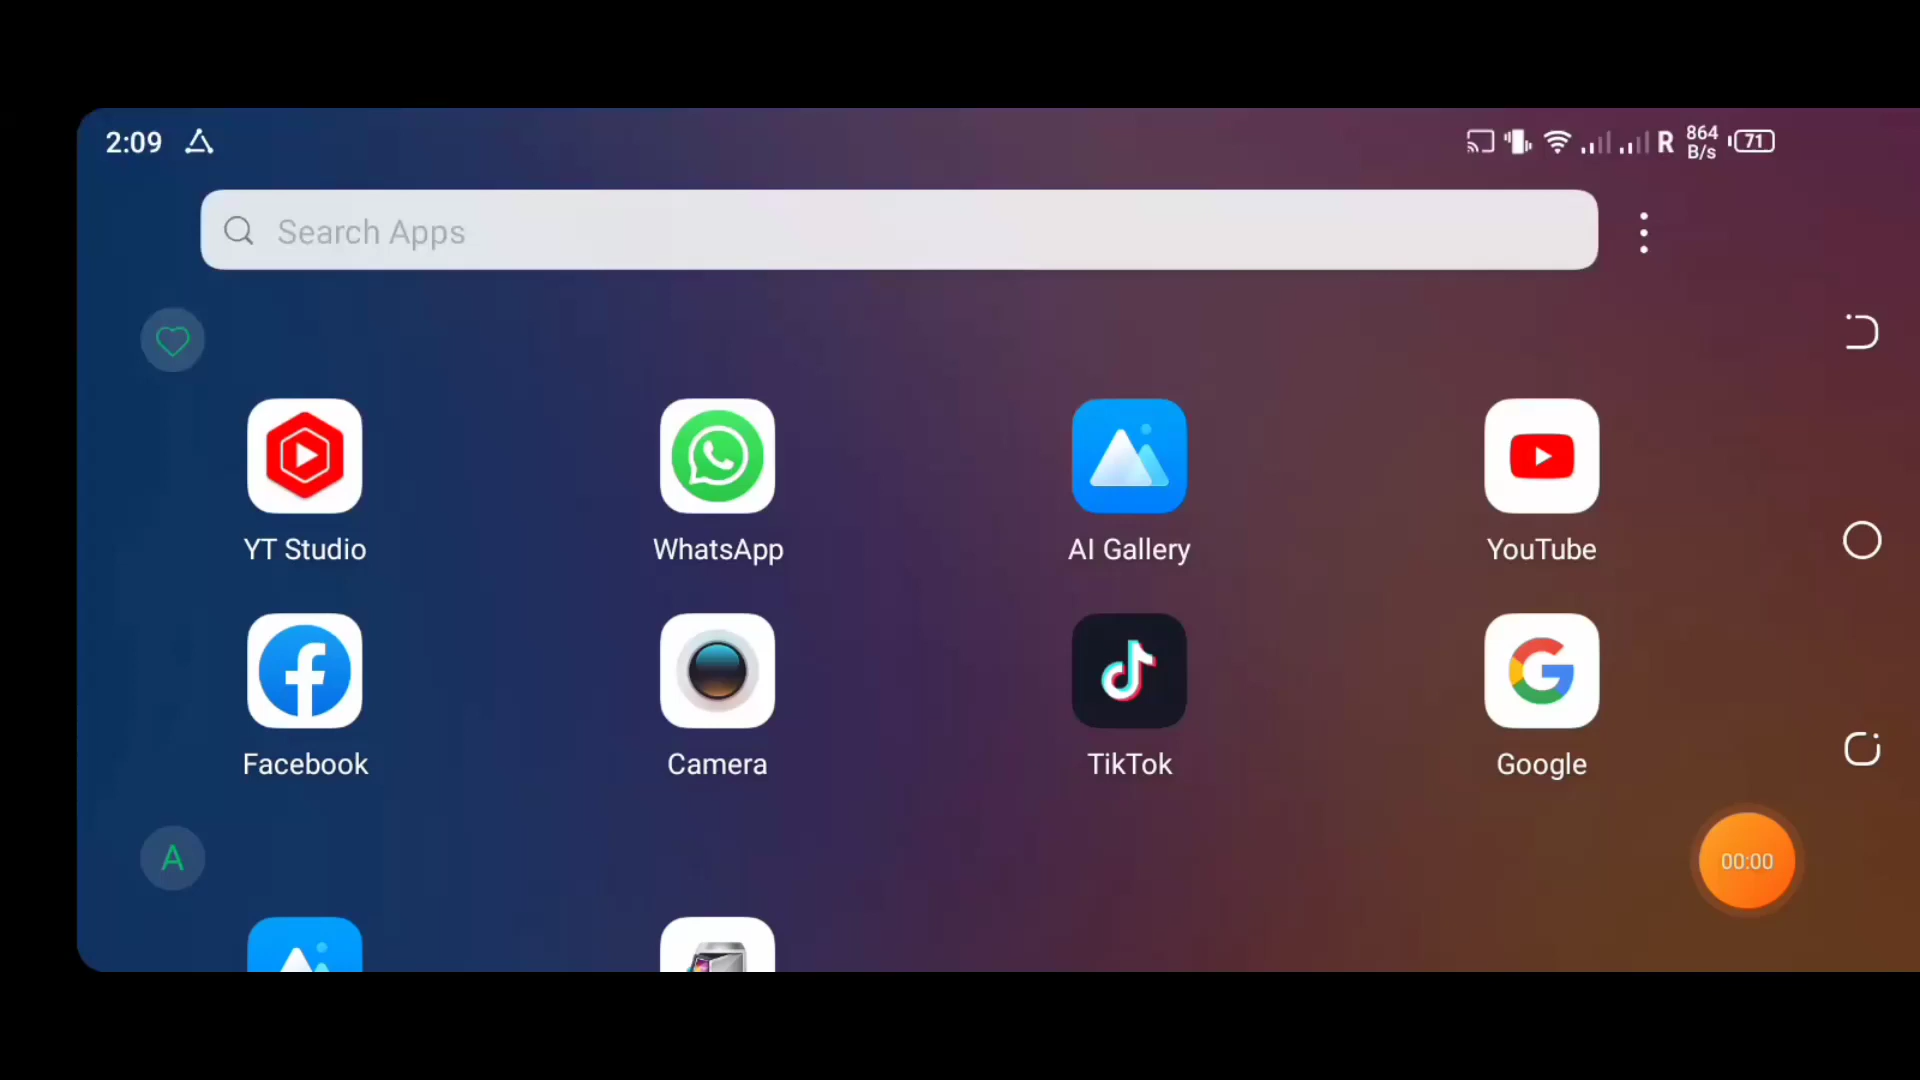 2:09
R
864
B/s
71
Search Apps
YT Studio
WhatsApp
AI Gallery
YouTube
Facebook
Camera
TikTok
Google
A
00:00